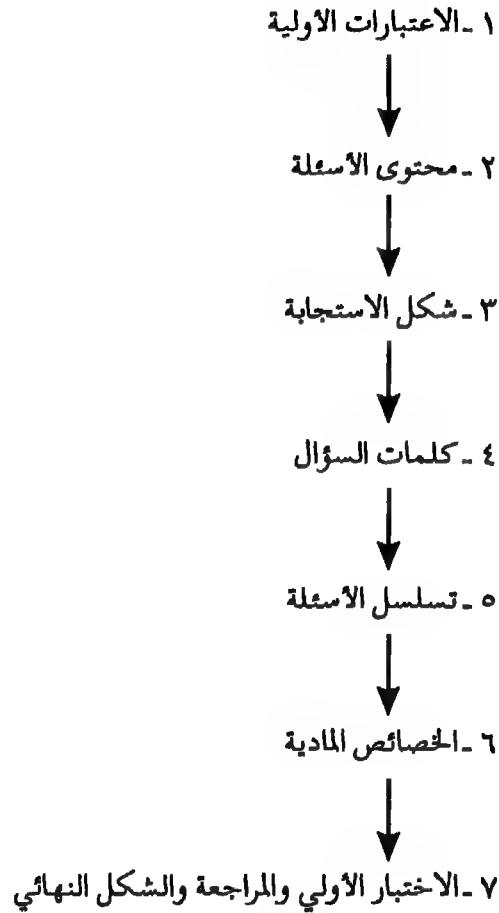 ١ - الاعتبارات الأولية
٢ - محتوى الأسئلة
٣ - شكل الاستجابة
٤ - كلمات السؤال
٥ - تسلسل الأسئلة
٦ - الخصائص المادية
٧ - الاختبار الأولي والمراجعة والشكل النهائي